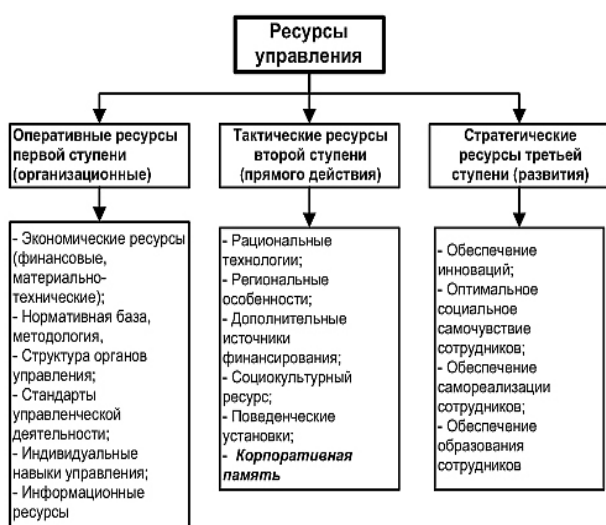 Ресурсы
управления
Оперативные ресурсы
первой ступени
(организационные)
Тактические ресурсы
второй ступени
(прямого действия)
Стратегические
ресурсы третьей
ступени (развития)
- Экономические ресурсы
(финансовые,
материально-
технические);
- Нормативная база,
методология,
- Структура органов
управления;
- Стандарты
управленческой
деятельности;
- Индивидуальные
навыки управления;
- Информационные
ресурсы
- Рациональные
технологии;
- Региональные
особенности;
- Дополнительные
источники
финансирования;
- Социокультурный
ресурс;
- Поведенческие
установки;
- Корпоративная
память
- Обеспечение
инноваций;
- Оптимальное
социальное
самочувствие
сотрудников;
- Обеспечение
самореализации
сотрудников;
- Обеспечение
образования
сотрудников